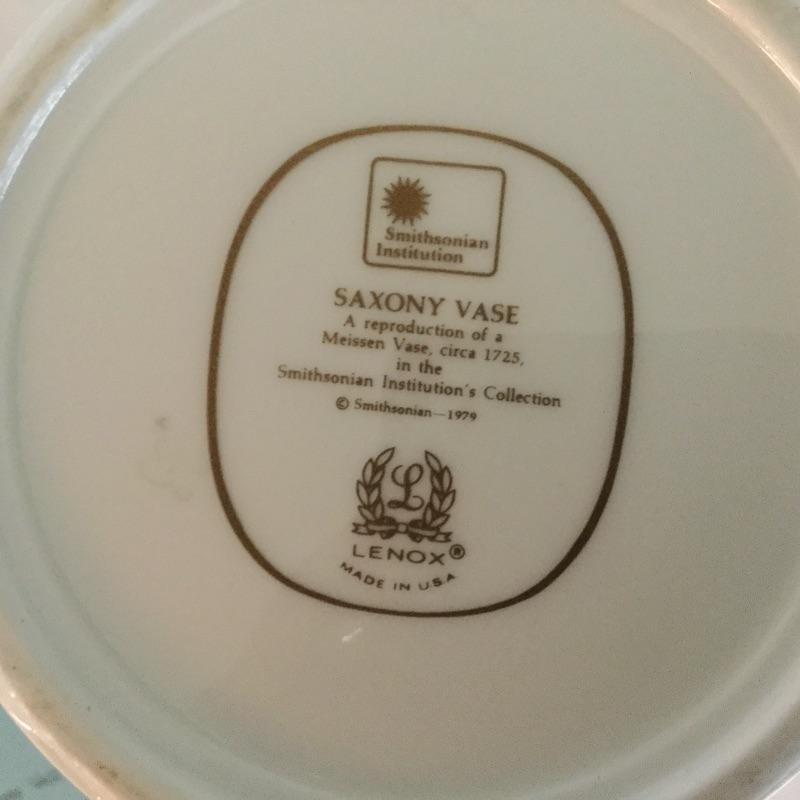 Smithsonian
Institution
SAXONY VASE
A reproduction of a
Meissen Vase, circa 1725,
in the
Smithsonian Institution's Collection
© Smithsonian—1979
L
LENOX®
MADE IN U.S.A